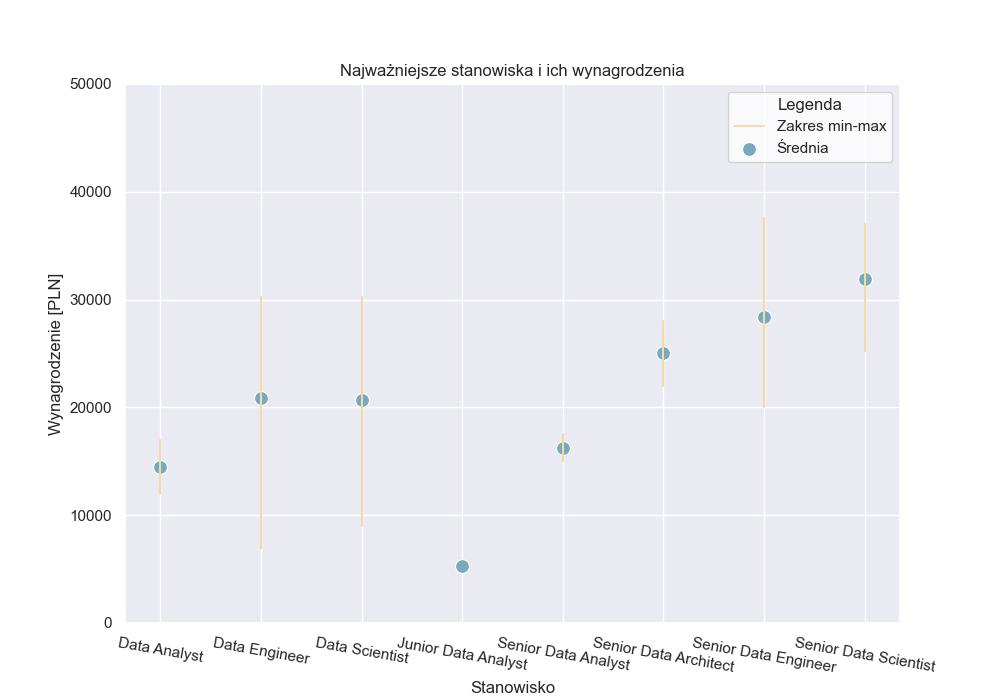 Najważniejsze stanowiska i ich wynagrodzenia
Legenda
Zakres min-max
Średnia
Wynagrodzenie [PLN]
50000
40000
30000
20000
10000
0
Data Analyst
Data Engineer
Data Scientist
Junior Data Analyst
Senior Data Analyst
Senior Data Architect
Senior Data Engineer
Senior Data Scientist
Stanowisko